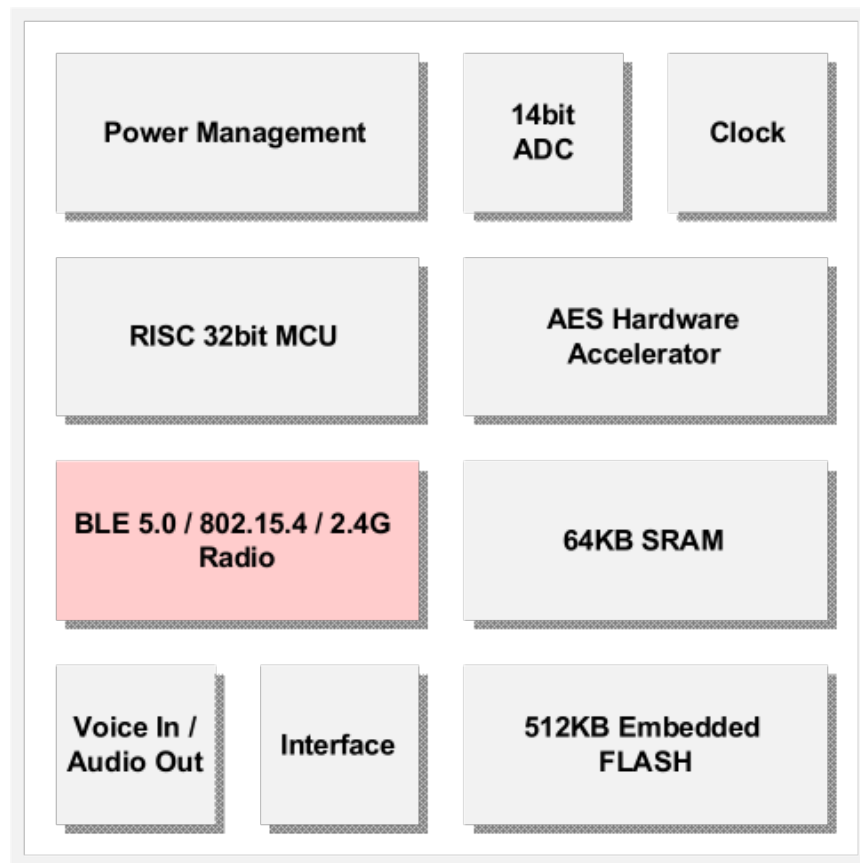 Power Management
14bit
ADC
Clock
RISC 32bit MCU
AES Hardware
Accelerator
BLE 5.0 / 802.15.4 / 2.4G
Radio
64KB SRAM
Voice In /
Audio Out
Interface
512KB Embedded
FLASH